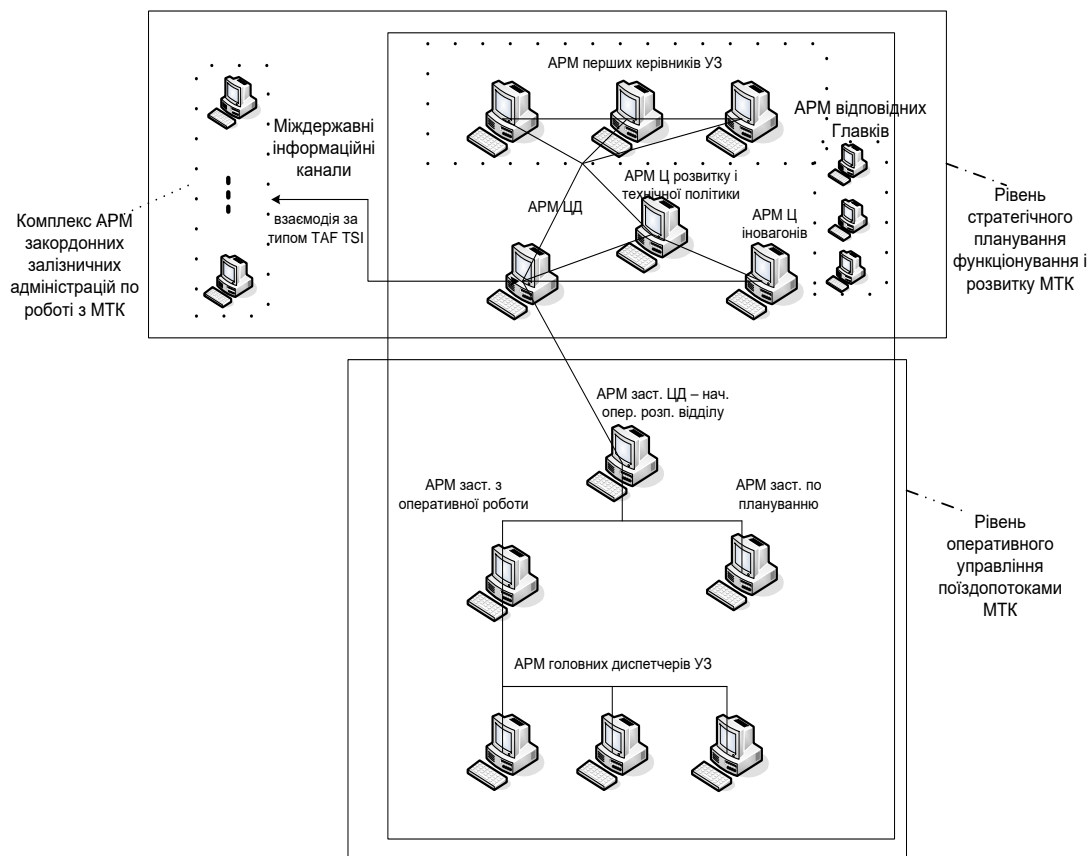 АРМ перших керівників УЗ
АРМ відповідних
Главків
Міждержавні
інформаційні
канали
взаємодія за
типом TAF TSI
АРМ ЦД
АРМ Ц розвитку і
технічної політики
АРМ Ц
іновагонів
Комплекс АРМ
закордонних
залізничних
адміністрацій по
роботі з МТК
Рівень
стратегічного
планування
функціонування і
розвитку МТК
АРМ заст. ЦД – нач.
опер. розп. відділу
АРМ заст. з
оперативної роботи
АРМ заст. по
плануванню
Рівень
оперативного
управління
поїздопотоками
МТК
АРМ головних диспетчерів УЗ